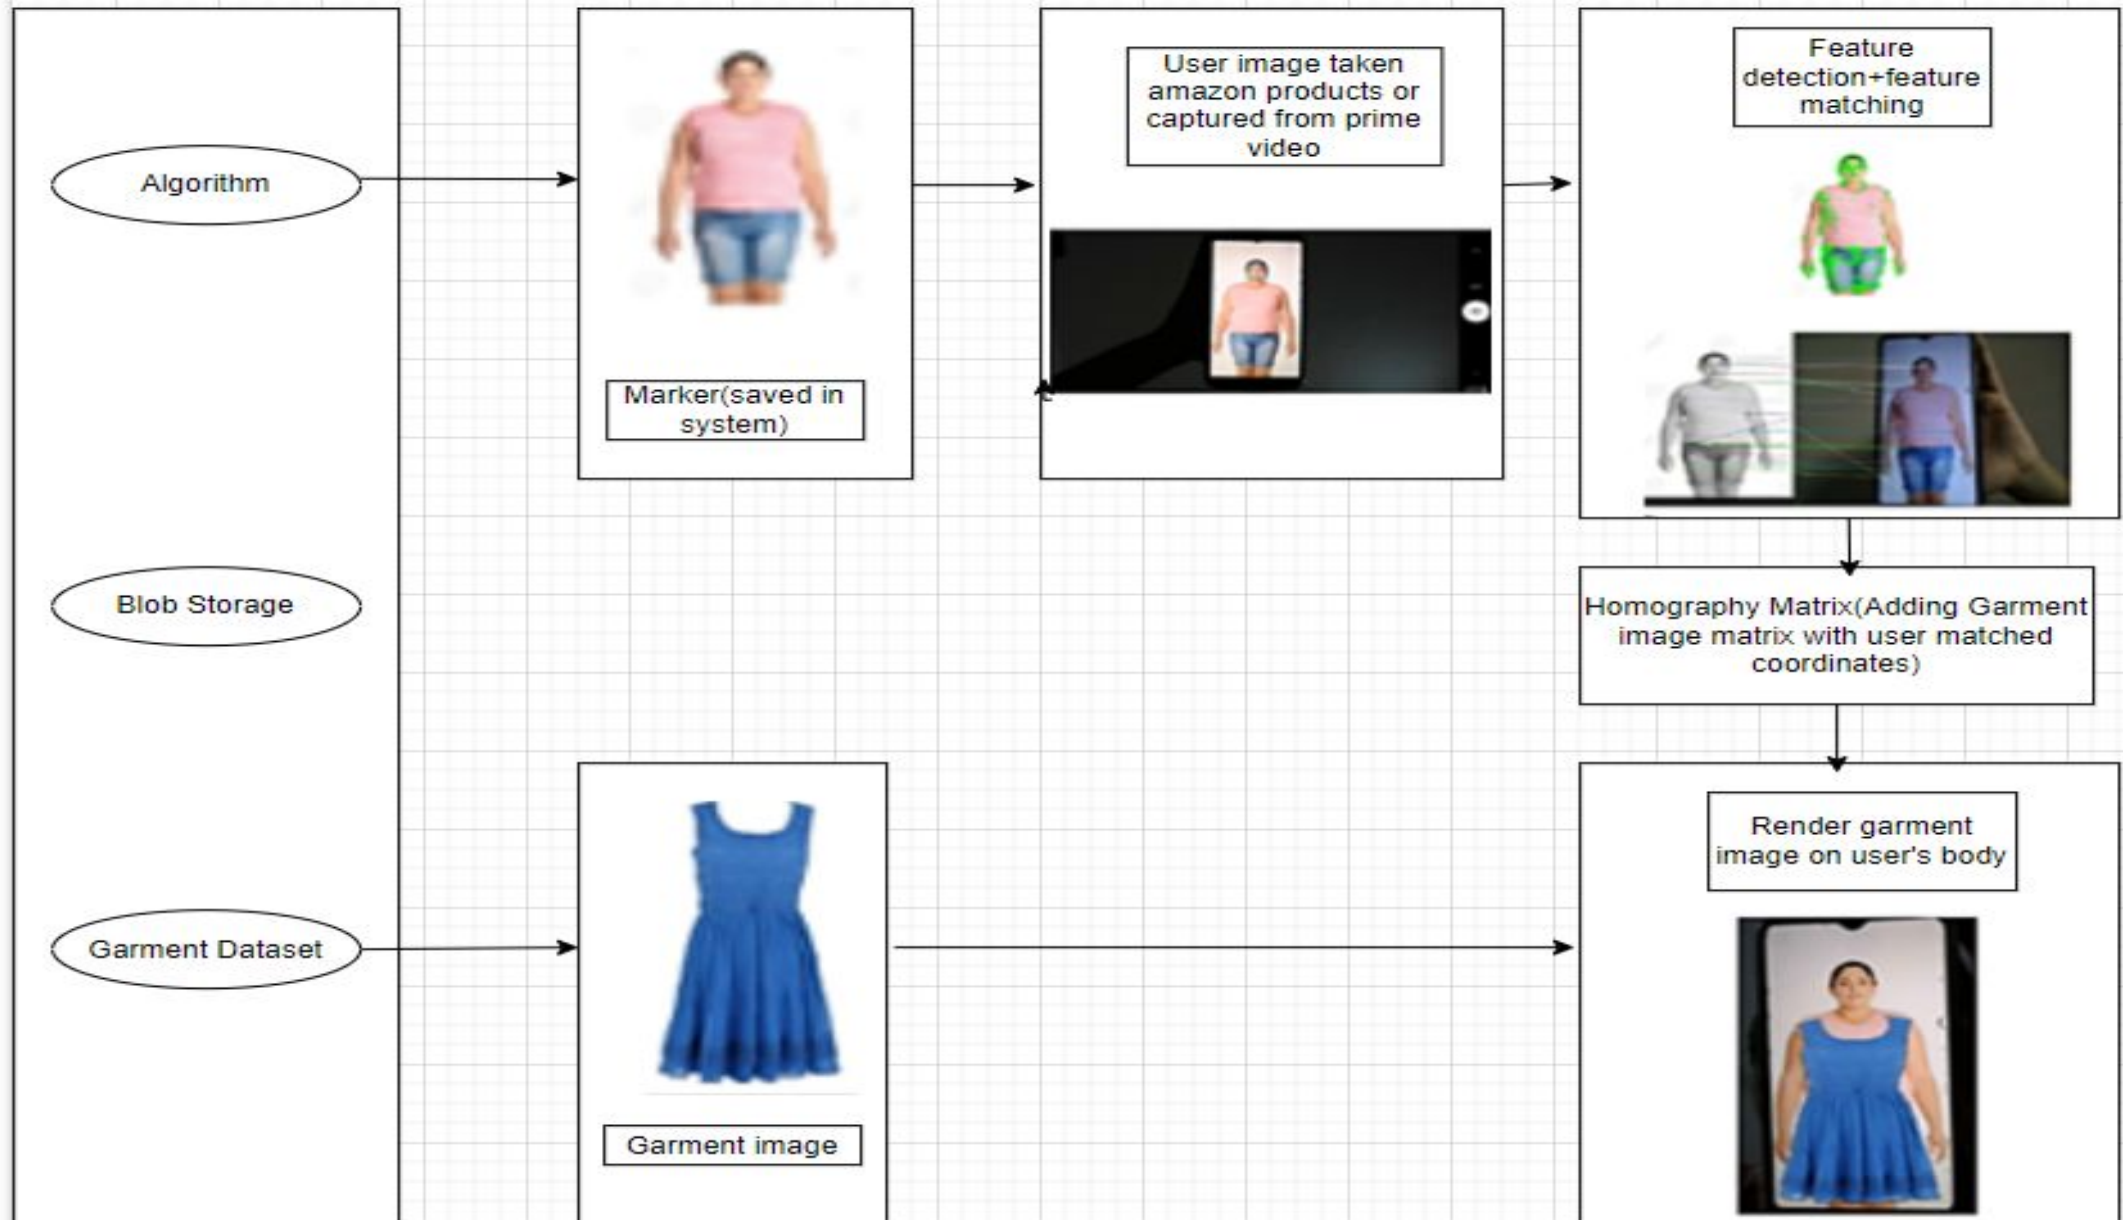 Algorithm
Blob Storage
Garment Dataset
Marker(saved in
system)
User image taken
amazon products or
captured from prime
video
Feature
detection+feature
matching
Homography Matrix(Adding Garment
image matrix with user matched
coordinates)
Garment image
Render garment
image on user's body